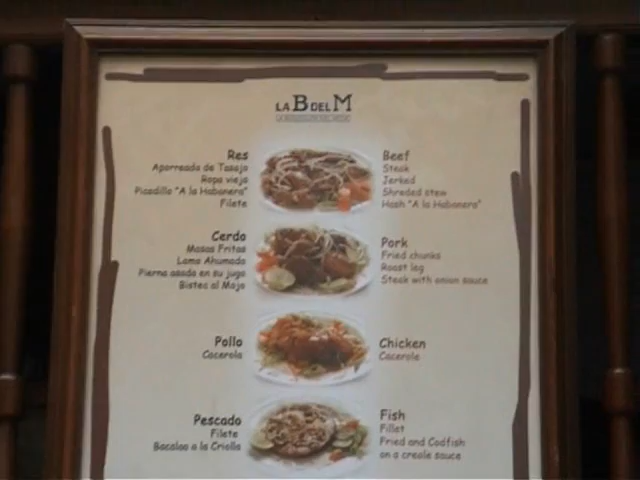 LA B DEL M
Res
Aporreada de Tasajo
Ropa vieja
Picadillo "A la Habanera"
Filete
Beef
Steak
Jerked
Shredded stew
Hash "A la Habanera"
Cerdo
Masas Fritas
Lomo Ahumado
Pierna asada en su jugo
Bistec al Mojo
Pork
Fried chunks
Roast leg
Steak with onion sauce
Pollo
Cacerola
Chicken
Cacerole
Pescado
Filete
Bacalao a la Criolla
Fish
Fillet
Fried and Codfish
on a creole sauce